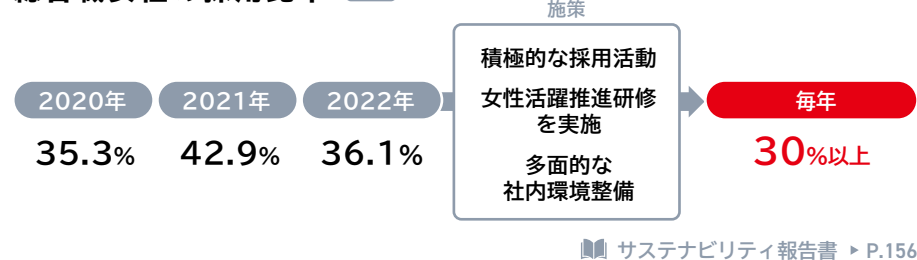 施策
積極的な採用活動
女性活躍推進研修
を実施
多面的な
社内環境整備
2020年 2021年 2022年 毎年
35.3% 42.9% 36.1% 30%以上
サステナビリティ報告書 ▸ P.156